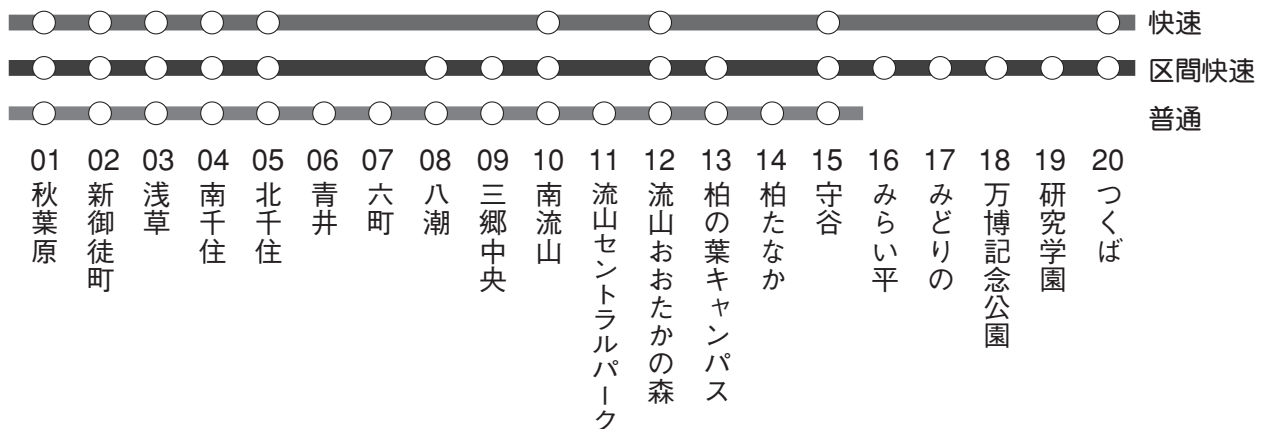 快速
区間快速
普通
01 秋葉原
02 新御徒町
03 浅草
04 南千住
05 北千住
06 青井
07 六町
08 八潮
09 三郷中央
10 南流山
11 流山セントラルパーク
12 流山おおたかの森
13 柏の葉キャンパス
14 柏たなか
15 守谷
16 みらい平
17 みどりの
18 万博記念公園
19 研究学園
20 つくば